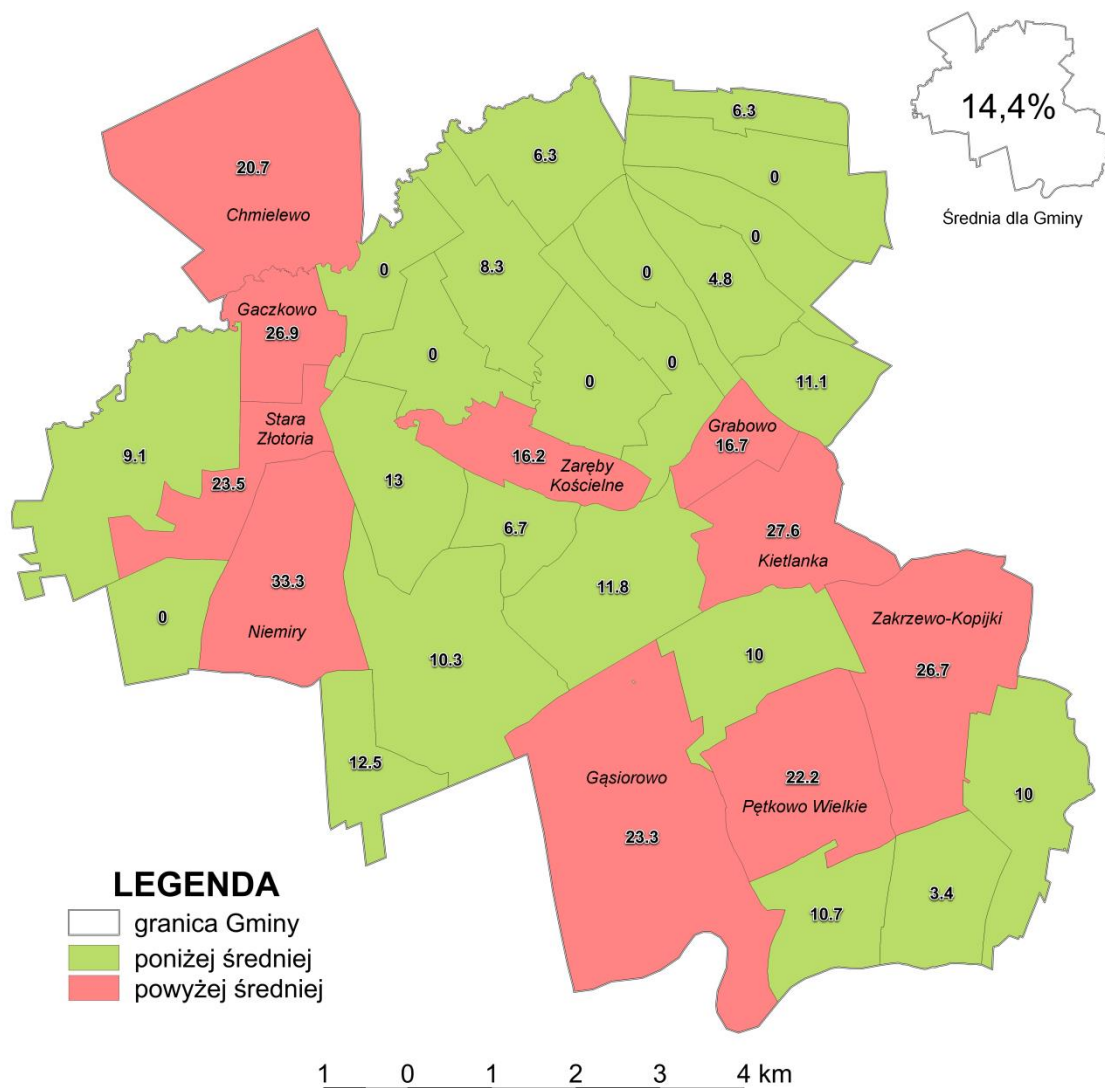 14,4%
Średnia dla Gminy
6.3
6.3
20.7
Chmielewo
0
0
0
8.3
0
4.8
Gaczkowo
26.9
0
0
0
11.1
Stara
Złotoria
Grabowo
16.7
9.1
23.5
13
16.2
Zaręby
Kościelne
6.7
27.6
Kietlanka
33.3
Niemiry
11.8
0
Zakrzewo-Kopijki
26.7
10.3
10
12.5
Gąsiorowo
23.3
22.2
Pętkowo Wielkie
10
10.7
3.4
LEGENDA
granica Gminy
poniżej średniej
powyżej średniej
1 0 1 2 3 4 km